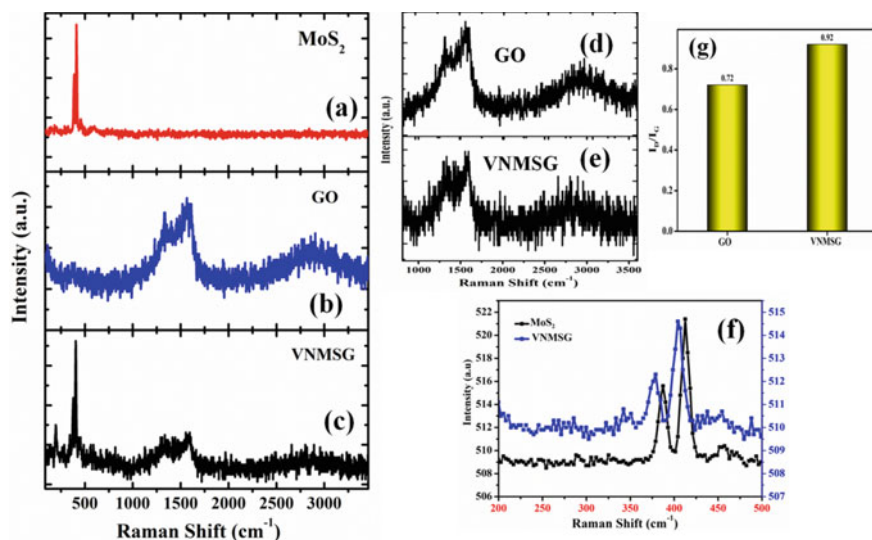 MoS2
(a)
GO
(b)
VNMSG
(c)
Intensity (a.u.)
500 1000 1500 2000 2500 3000
Raman Shift (cm-1)
GO
(d)
VNMSG
(e)
Intensity (a.u.)
1000 1500 2000 2500 3000 3500
Raman Shift (cm-1)
(g)
0.72
0.92
0.8
0.6
0.4
0.2
0.0
ID/IG
GO VNMSG
(f)
MoS2
VNMSG
522
520
518
516
514
512
510
508
506
Intensity (a.u)
515
514
513
512
511
510
509
508
507
200 250 300 350 400 450 500
Raman Shift (cm-1)